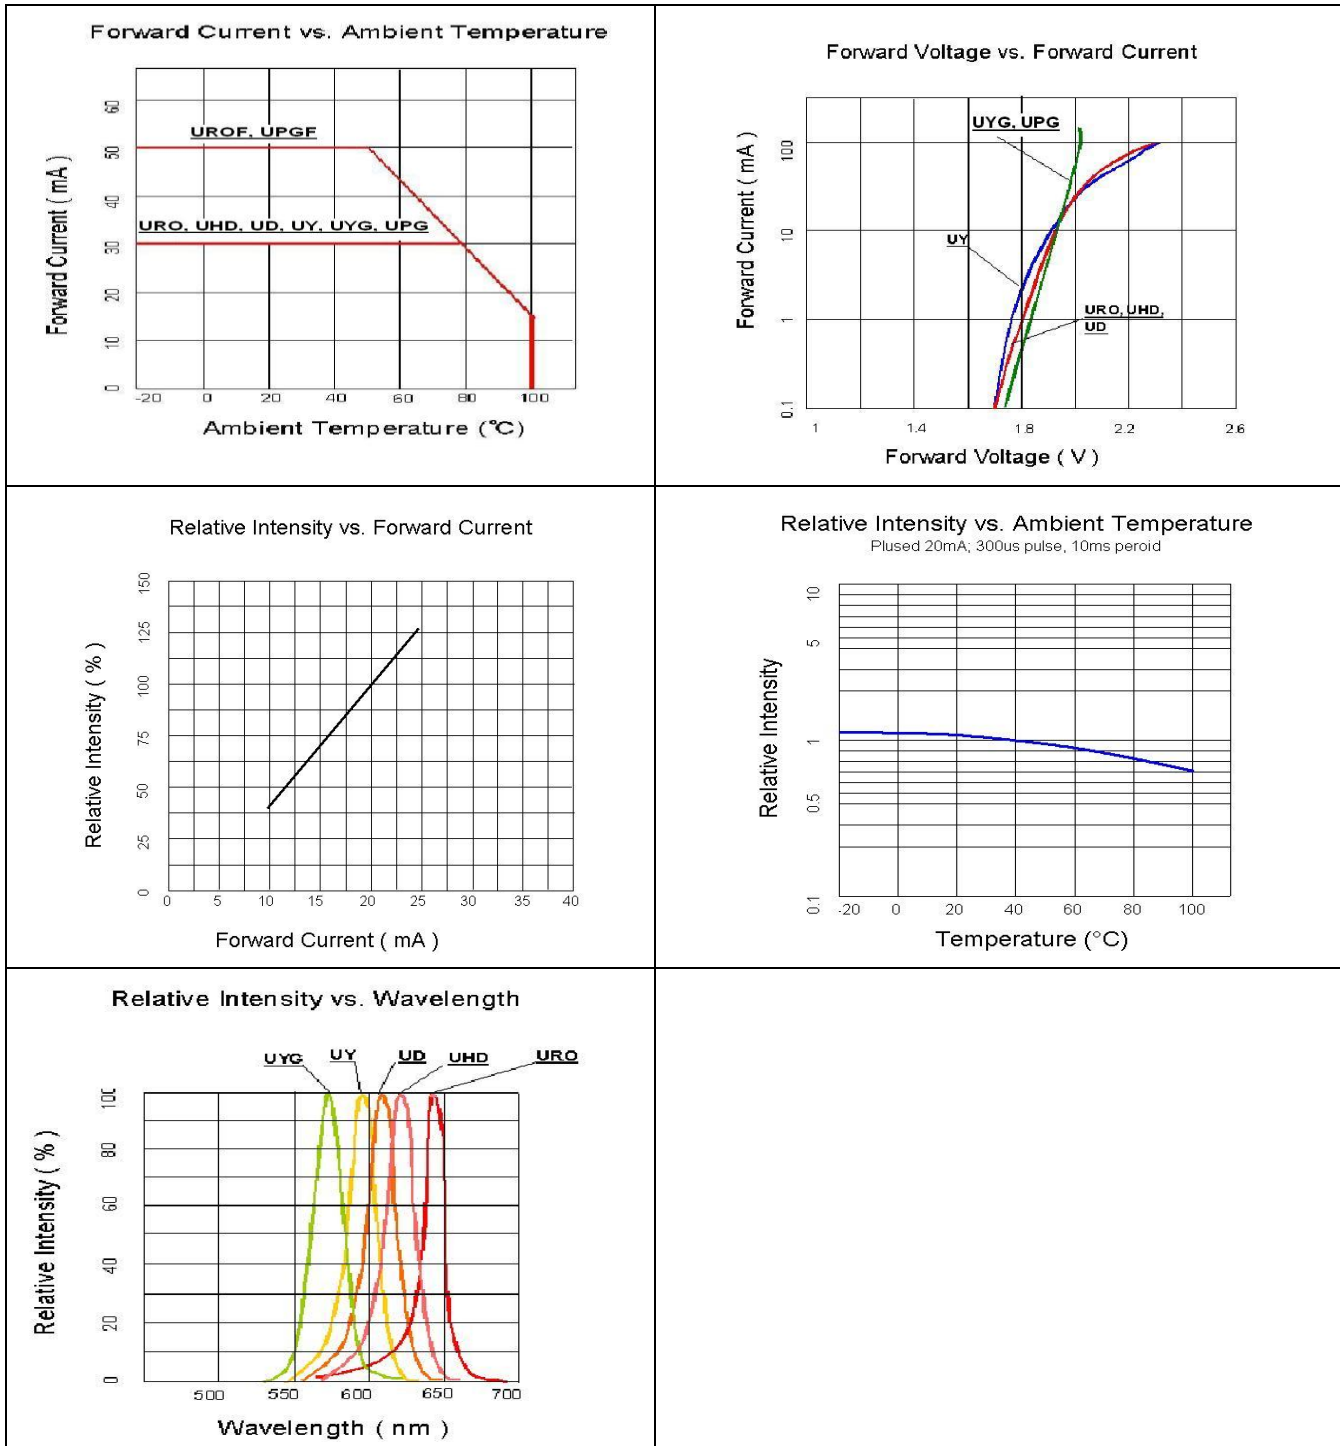 Forward Current vs. Ambient Temperature
Forward Current ( mA )
60
50
40
30
20
10
0
UROF, UPGF
URO, UHD, UD, UY, UYG, UPG
-20 0 20 40 60 80 100
Ambient Temperature (°C)
Forward Voltage vs. Forward Current
Forward Current ( mA )
100
10
1
0.1
UYG, UPG
UY
URO, UHD,
UD
1 1.4 1.8 2.2 2.6
Forward Voltage ( V )
Relative Intensity vs. Forward Current
Relative Intensity ( % )
150
125
100
75
50
25
0
0 5 10 15 20 25 30 35 40
Forward Current ( mA )
Relative Intensity vs. Ambient Temperature
Plused 20mA; 300us pulse, 10ms peroid
Relative Intensity
10
5
1
0.5
0.1
-20 0 20 40 60 80 100
Temperature (°C)
Relative Intensity vs. Wavelength
UYG UY UD UHD URO
Relative Intensity ( % )
100
80
60
40
20
0
500 550 600 650 700
Wavelength ( nm )